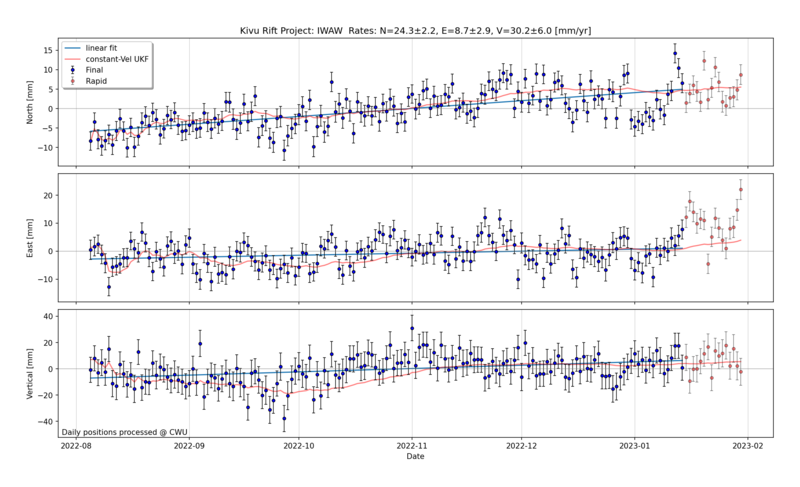 Kivu Rift Project: IWAW  Rates: N=24.3±2.2, E=8.7±2.9, V=30.2±6.0 [mm/yr]
linear fit
constant-Vel UKF
Final
Rapid
North [mm]
15
10
5
0
−5
−10
East [mm]
20
10
0
−10
Vertical [mm]
40
20
0
−20
−40
Daily positions processed @ CWU
2022-08
2022-09
2022-10
2022-11
2022-12
2023-01
2023-02
Date